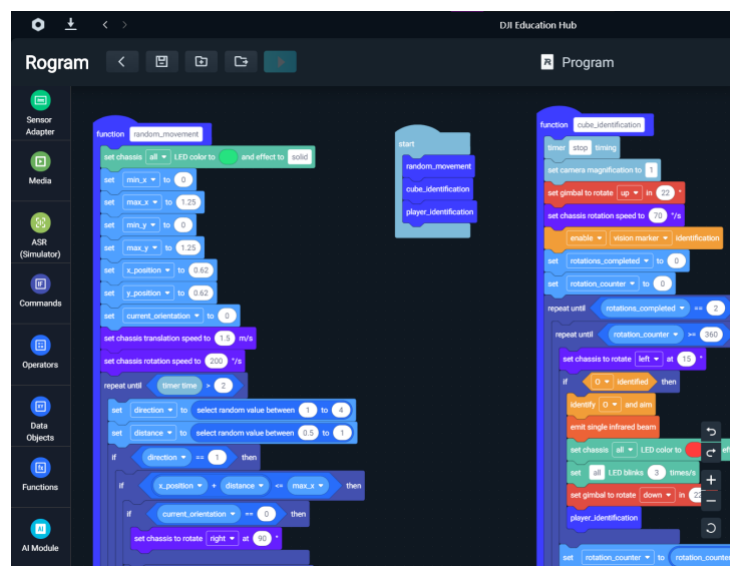 DJI Education Hub
Rogram
Program
Sensor
Adapter
Media
ASR
(Simulator)
Commands
Operators
Data
Objects
Functions
AI Module
function random_movement
set chassis all LED color to and effect to solid
set min_x to 0
set max_x to 1.25
set min_y to 0
set max_y to 1.25
set x_position to 0.62
set y_position to 0.62
set current_orientation to 0
set chassis translation speed to 1.5 m/s
set chassis rotation speed to 200 °/s
repeat until timer time > 2
set direction to select random value between 1 to 4
set distance to select random value between 0.5 to 1
if direction == 1 then
if x_position + distance <= max_x then
if current_orientation == 0 then
set chassis to rotate right at 90 °
start
random_movement
cube_identification
player_identification
function cube_identification
timer stop timing
set camera magnification to 1
set gimbal to rotate up in 22 °
set chassis rotation speed to 70 °/s
enable vision marker identification
set rotations_completed to 0
set rotation_counter to 0
repeat until rotations_completed == 2
repeat until rotation_counter >= 360
set chassis to rotate left at 15 °
if O identified then
identify O and aim
emit single infrared beam
set chassis all LED color to ef
set all LED blinks 3 times/s
set gimbal to rotate down in 22
player_identification
set rotation_counter to rotation_counter